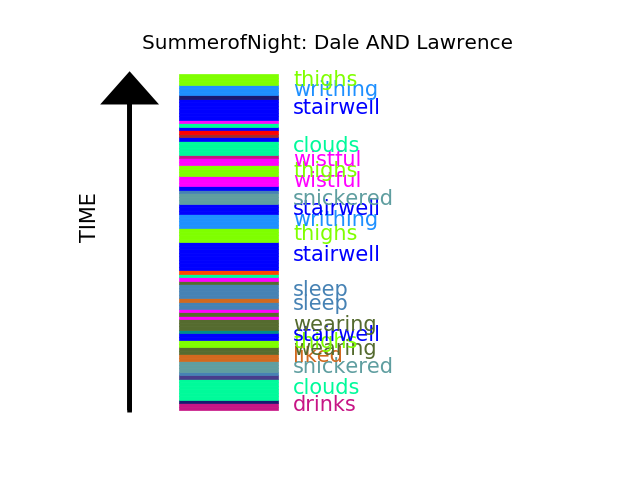 SummerofNight: Dale AND Lawrence
thighs
writhing
stairwell
clouds
wistful
thighs
wistful
snickered
stairwell
writhing
thighs
stairwell
sleep
sleep
wearing
stairwell
thighs
wearing
liked
snickered
clouds
drinks
TIME